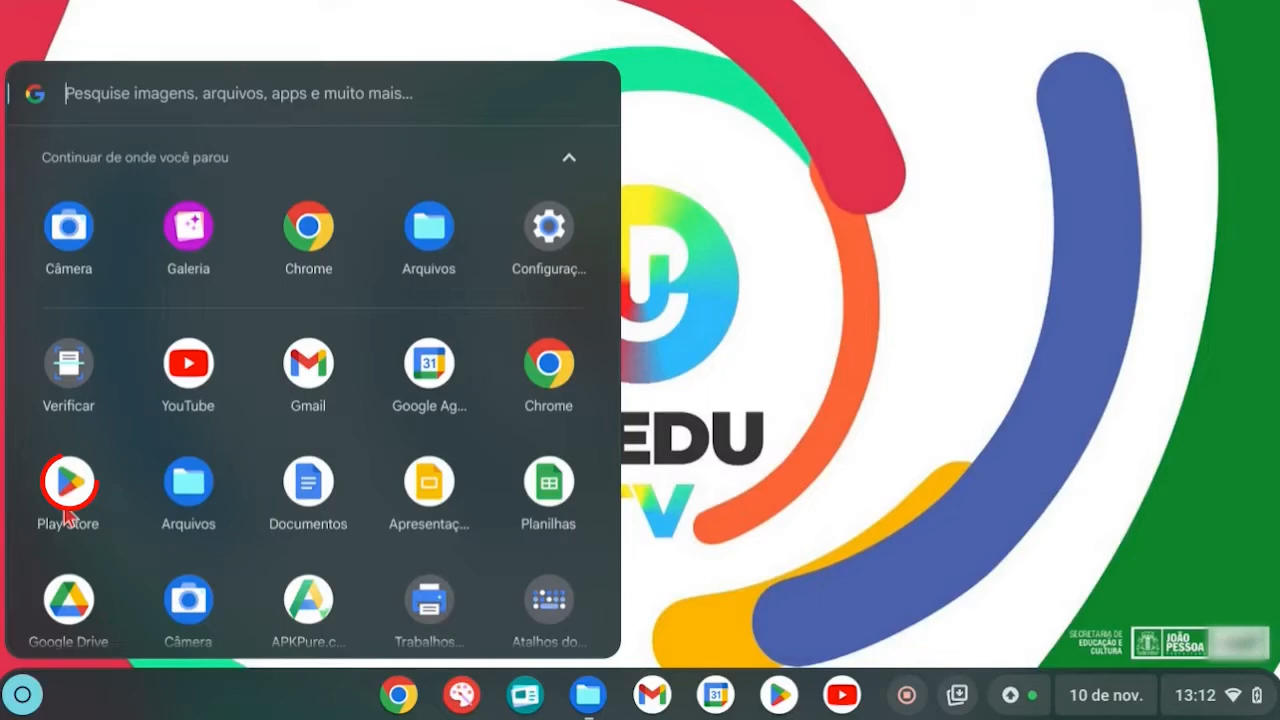 Pesquise imagens, arquivos, apps e muito mais...
Continuar de onde você parou
Câmera
Galeria
Chrome
Arquivos
Configuraç...
Verificar
YouTube
Gmail
31
Google Ag...
Chrome
Play Store
Arquivos
Documentos
Apresentaç...
Planilhas
Google Drive
Câmera
APKPure.c...
Trabalhos...
Atalhos do...
EDU
TV
SECRETARIA DE
EDUCAÇÃO E
CULTURA
JOÃO
PESSOA
31
10 de nov.
13:12